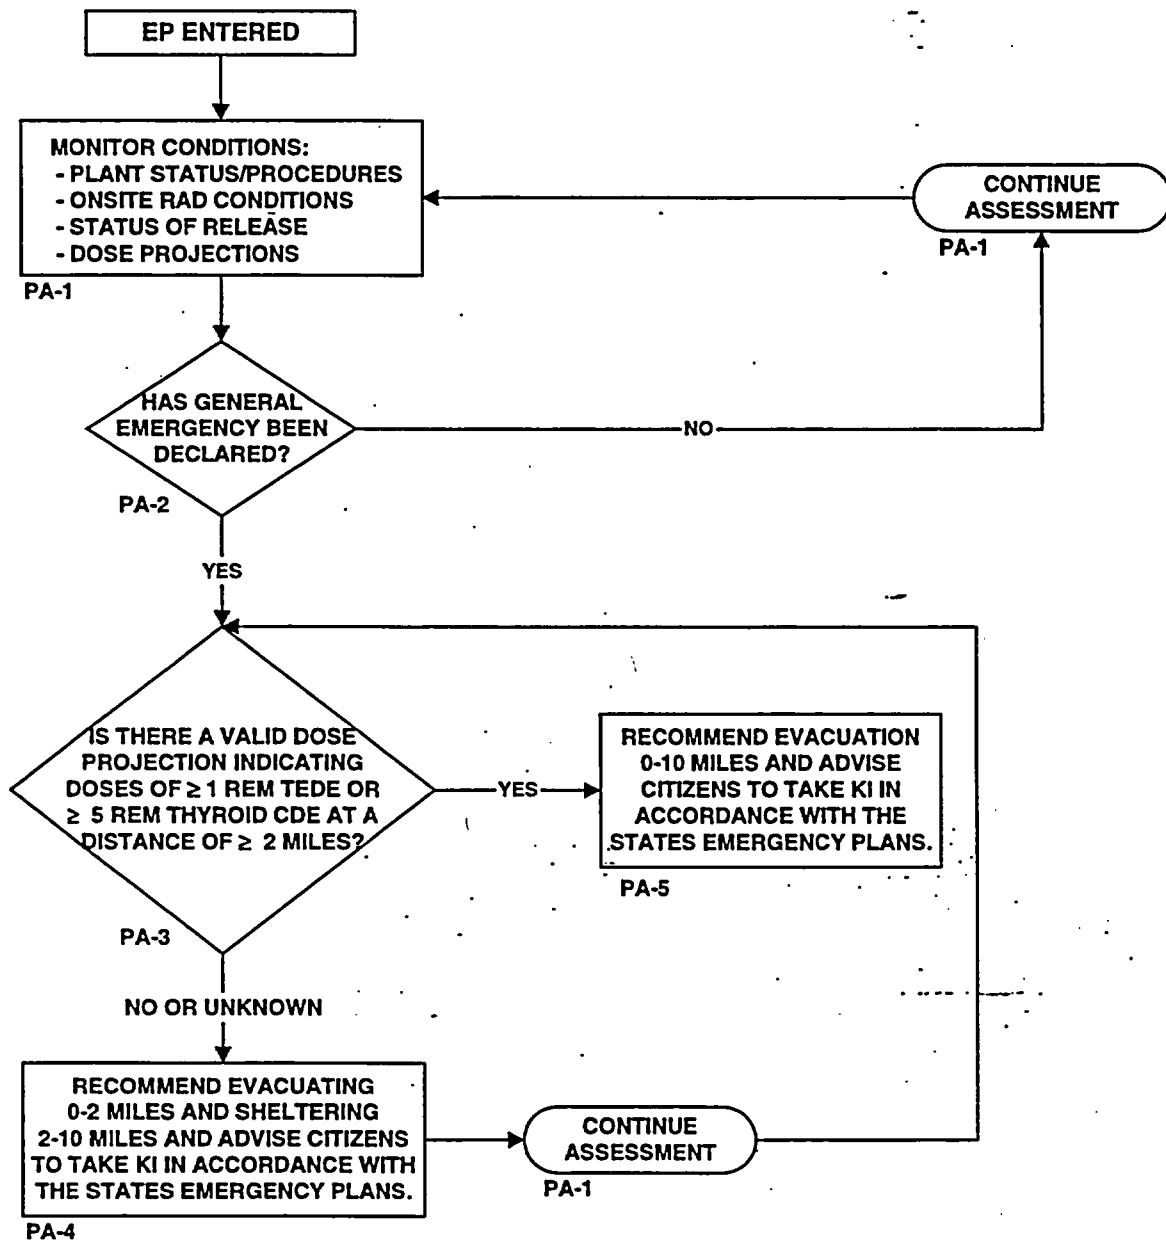 EP ENTERED
MONITOR CONDITIONS:
- PLANT STATUS/PROCEDURES
- ONSITE RAD CONDITIONS
- STATUS OF RELEASE
- DOSE PROJECTIONS
PA-1
CONTINUE
ASSESSMENT
PA-1
HAS GENERAL
EMERGENCY BEEN
DECLARED?
PA-2
NO
YES
IS THERE A VALID DOSE
PROJECTION INDICATING
DOSES OF ≥ 1 REM TEDE OR
≥ 5 REM THYROID CDE AT A
DISTANCE OF ≥ 2 MILES?
PA-3
YES
RECOMMEND EVACUATION
0-10 MILES AND ADVISE
CITIZENS TO TAKE KI IN
ACCORDANCE WITH THE
STATES EMERGENCY PLANS.
PA-5
NO OR UNKNOWN
RECOMMEND EVACUATING
0-2 MILES AND SHELTERING
2-10 MILES AND ADVISE CITIZENS
TO TAKE KI IN ACCORDANCE WITH
THE STATES EMERGENCY PLANS.
PA-4
CONTINUE
ASSESSMENT
PA-1